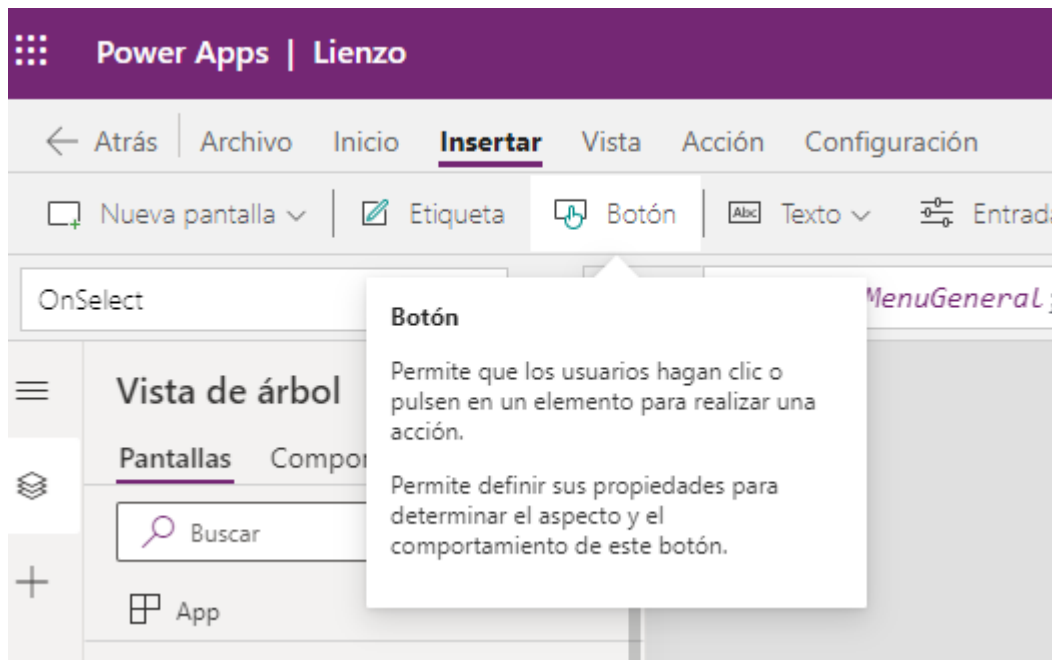 Power Apps | Lienzo
Atrás Archivo Inicio Insertar Vista Acción Configuración
Nueva pantalla Etiqueta Botón Abc Texto
OnSelect MenuGeneral;
Botón
Permite que los usuarios hagan clic o
pulsen en un elemento para realizar una
acción.
Permite definir sus propiedades para
determinar el aspecto y el
comportamiento de este botón.
Vista de árbol
Pantallas
Buscar
App